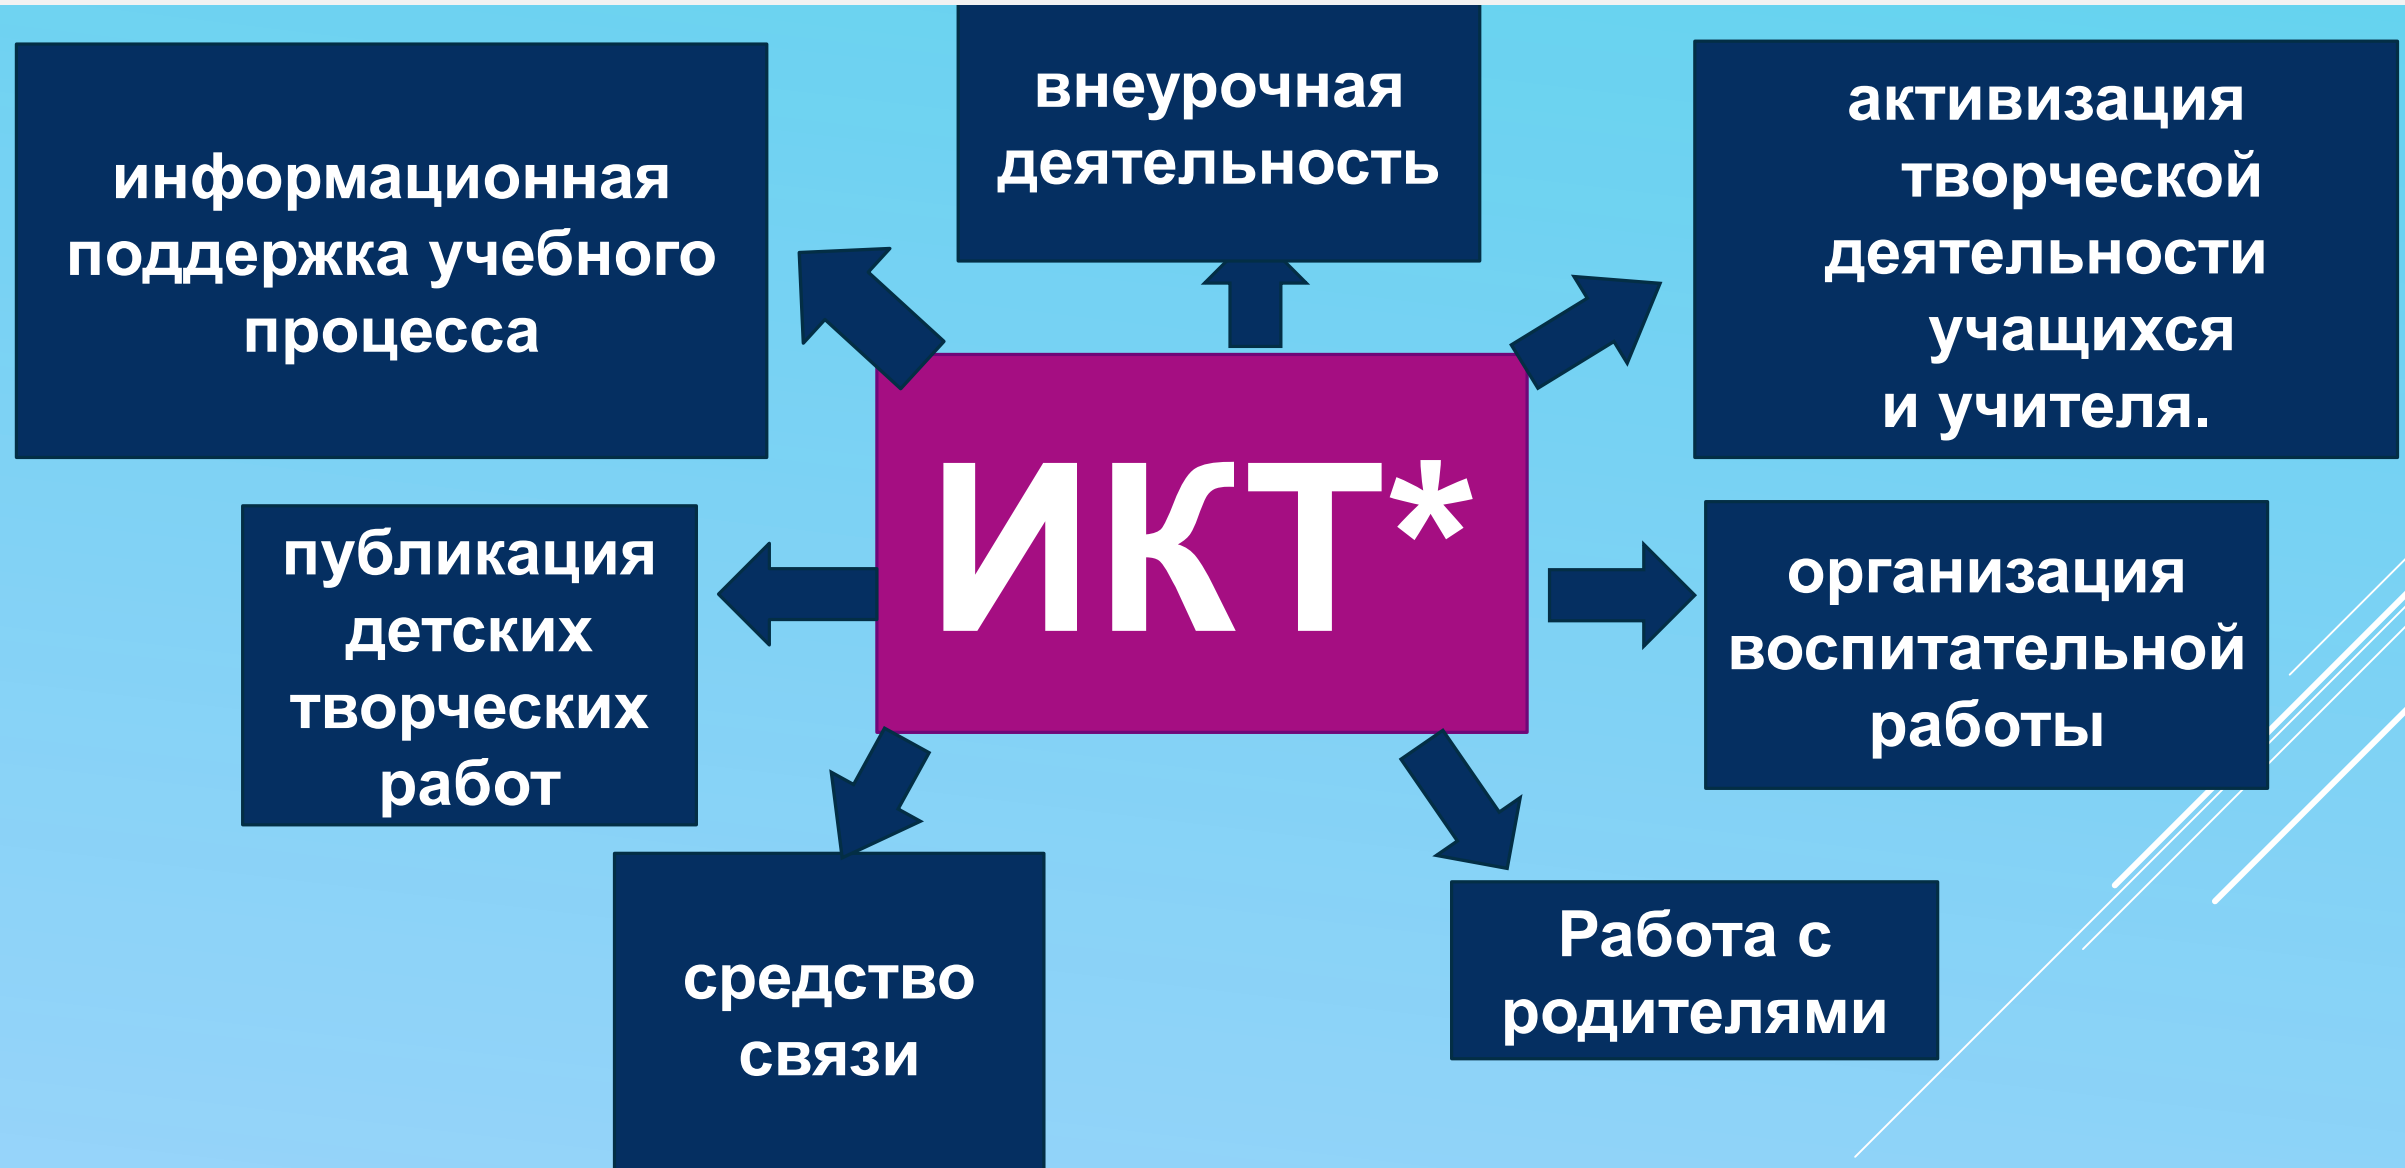 информационная
поддержка учебного
процесса
внеурочная
деятельность
активизация
творческой
деятельности
учащихся
и учителя.
ИКТ*
публикация
детских
творческих
работ
организация
воспитательной
работы
средство
связи
Работа с
родителями